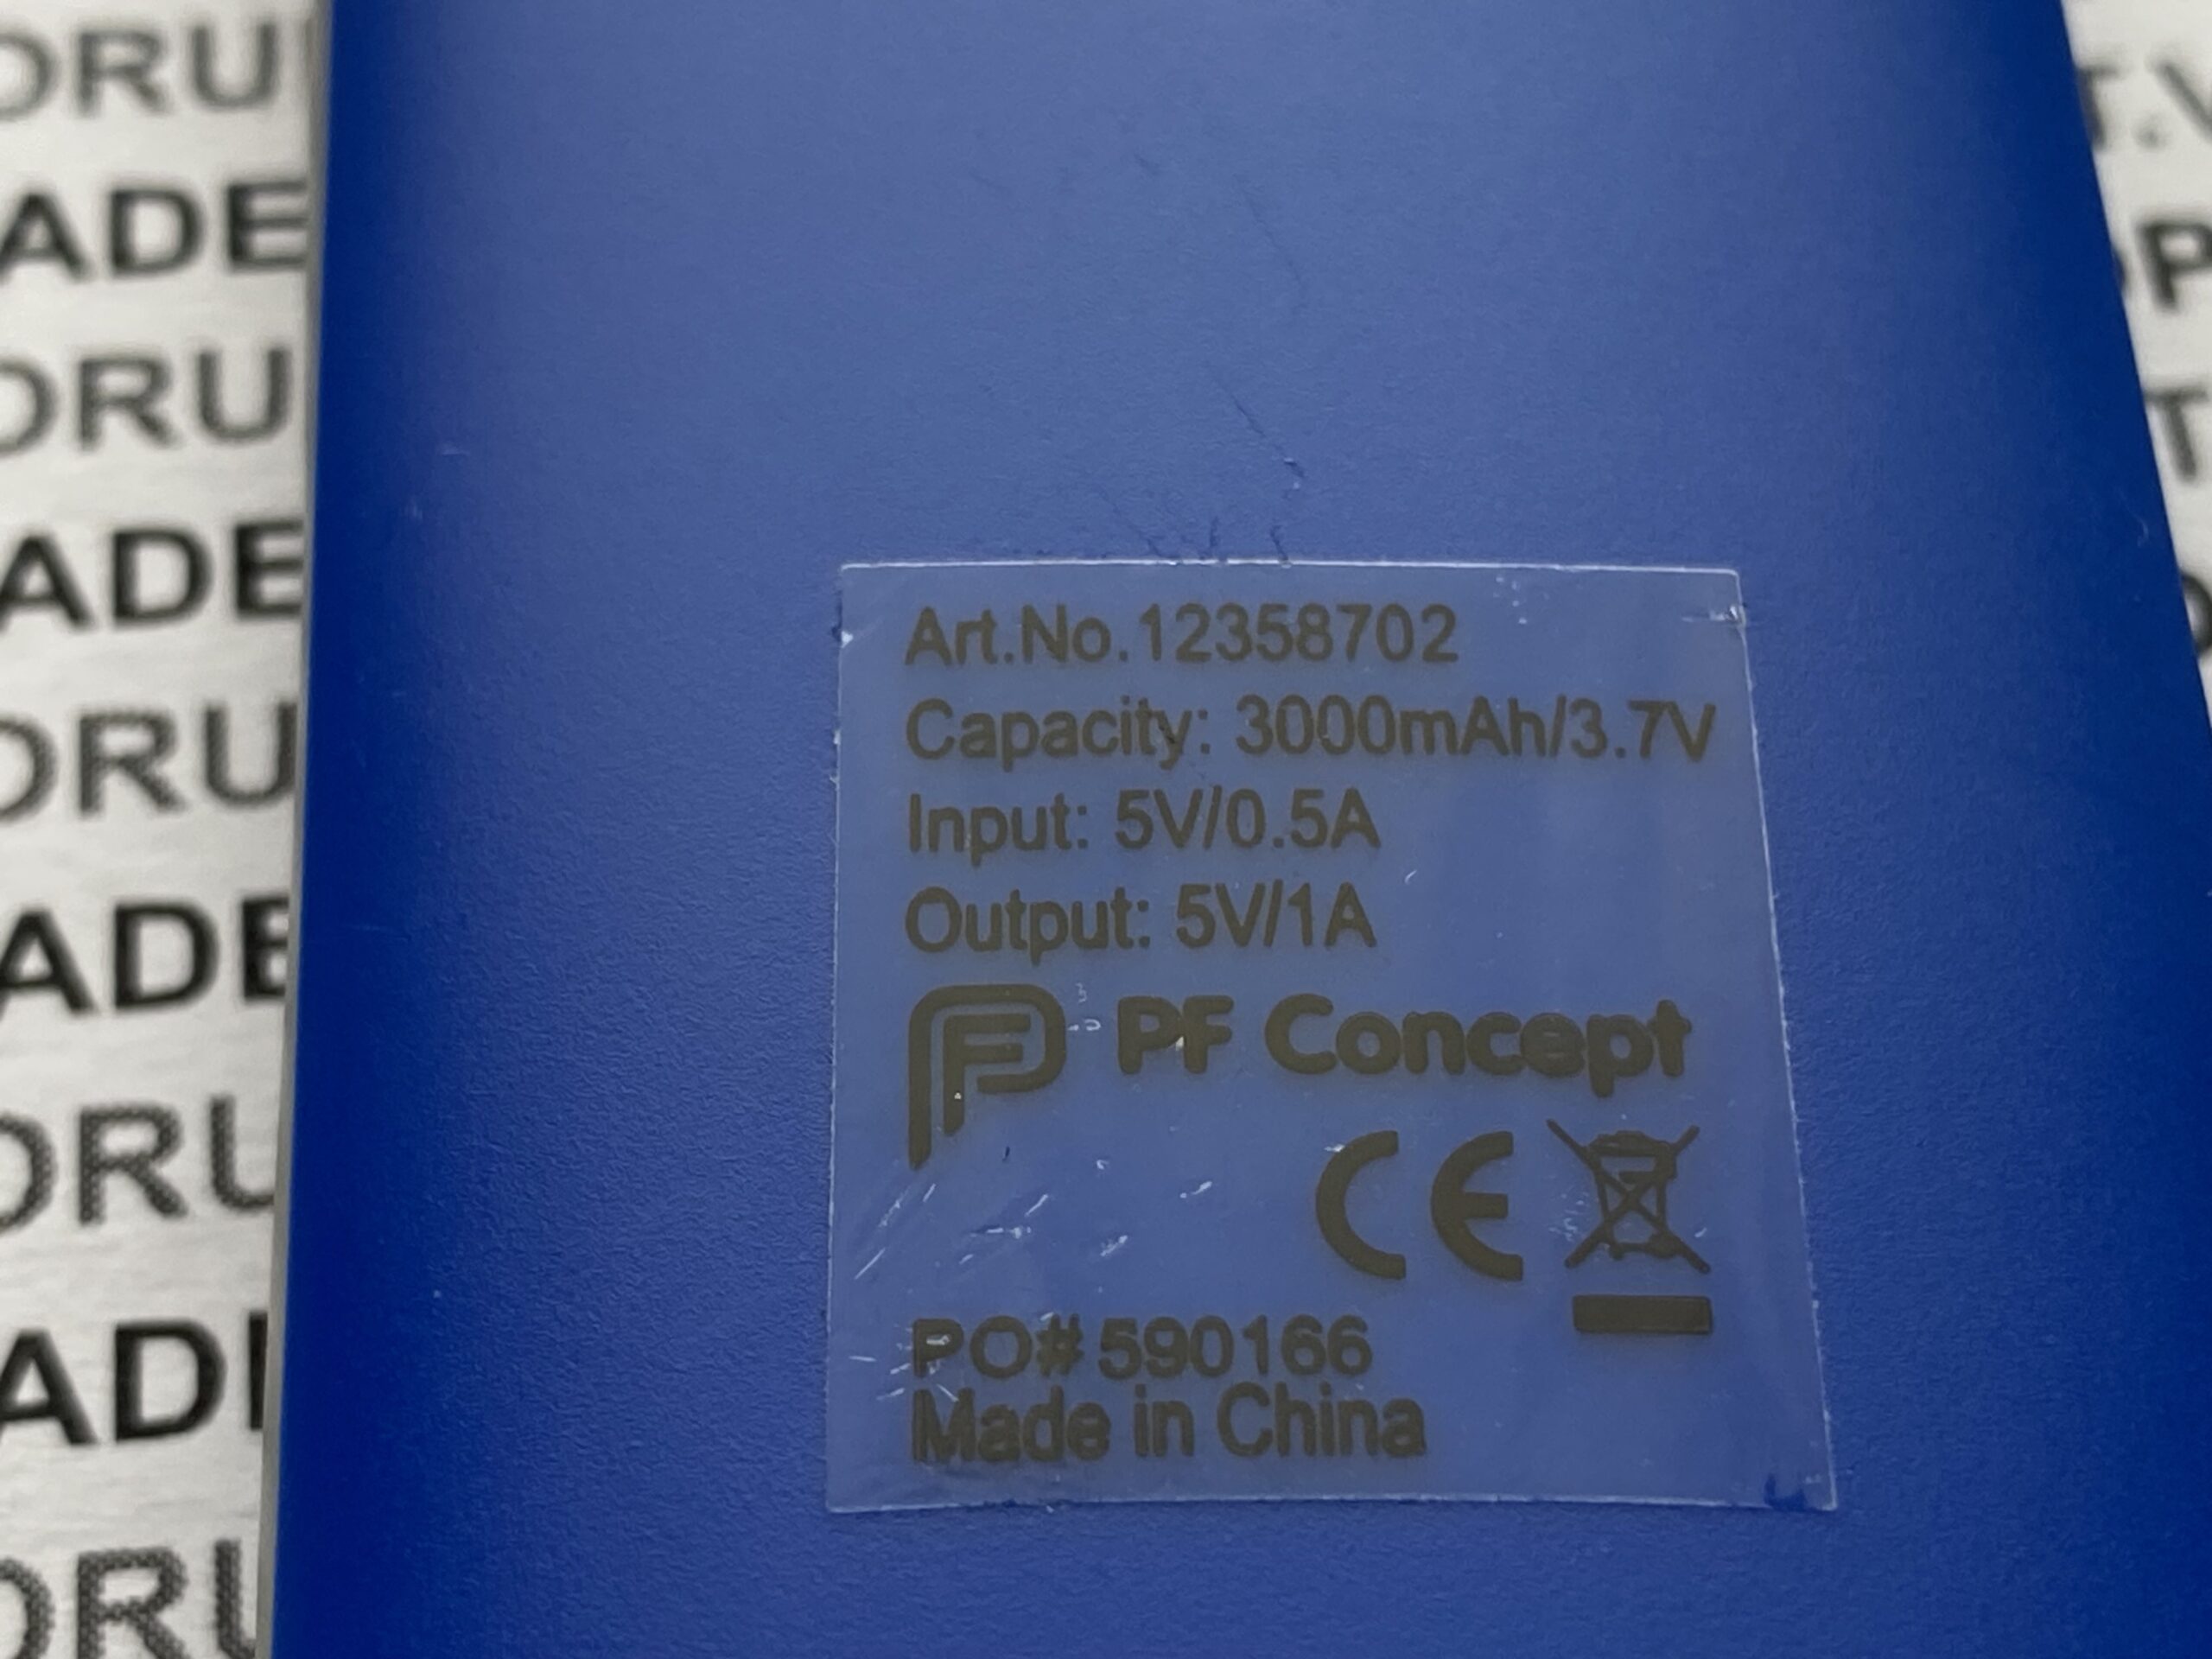 Art.No.12358702
Capacity: 3000mAh/3.7V
Input: 5V/0.5A
Output: 5V/1A
PF Concept
CE
PO#590166
Made in China